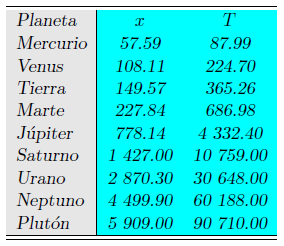 Planeta x T
Mercurio 57.59 87.99
Venus 108.11 224.70
Tierra 149.57 365.26
Marte 227.84 686.98
Júpiter 778.14 4 332.40
Saturno 1 427.00 10 759.00
Urano 2 870.30 30 648.00
Neptuno 4 499.90 60 188.00
Plutón 5 909.00 90 710.00